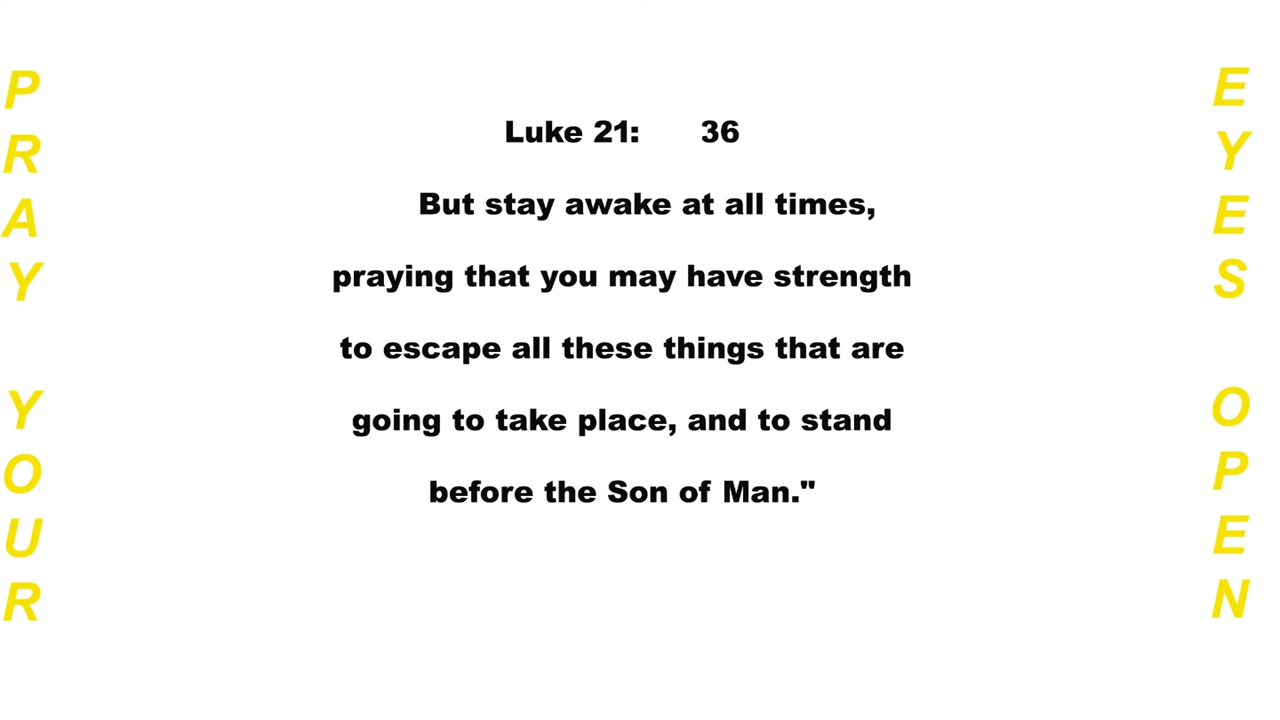 PRAY YOUR
Luke 21: 36
But stay awake at all times,
praying that you may have strength
to escape all these things that are
going to take place, and to stand
before the Son of Man."
EYES OPEN